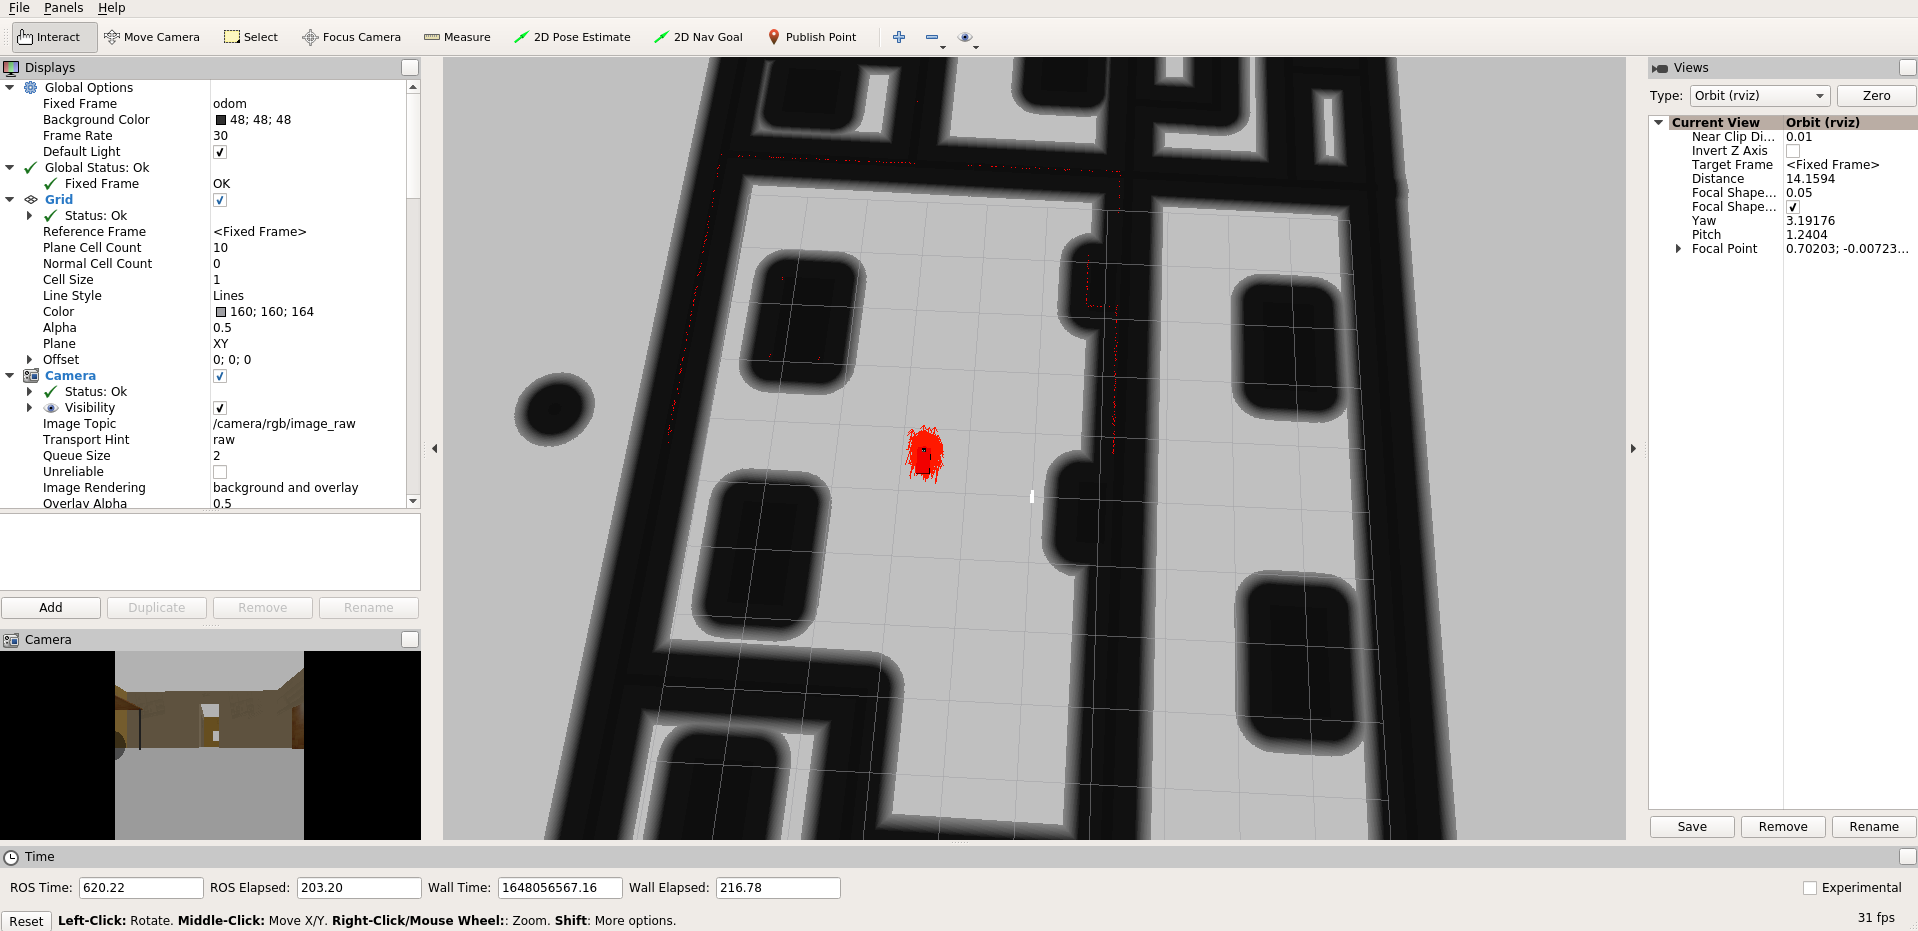 File Panels Help
Interact Move Camera Select Focus Camera Measure 2D Pose Estimate 2D Nav Goal Publish Point
Displays
Global Options
Fixed Frame odom
Background Color 48; 48; 48
Frame Rate 30
Default Light
Global Status: Ok
Fixed Frame OK
Grid
Status: Ok
Reference Frame <Fixed Frame>
Plane Cell Count 10
Normal Cell Count 0
Cell Size 1
Line Style Lines
Color 160; 160; 164
Alpha 0.5
Plane XY
Offset 0; 0; 0
Camera
Status: Ok
Visibility
Image Topic /camera/rgb/image_raw
Transport Hint raw
Queue Size 2
Unreliable
Image Rendering background and overlay
Overlay Alpha 0.5
Add Duplicate Remove Rename
Camera
Views
Type: Orbit (rviz) Zero
Current View Orbit (rviz)
Near Clip Di... 0.01
Invert Z Axis
Target Frame <Fixed Frame>
Distance 14.1594
Focal Shape... 0.05
Focal Shape...
Yaw 3.19176
Pitch 1.2404
Focal Point 0.70203; -0.00723...
Save Remove Rename
Time
ROS Time: 620.22 ROS Elapsed: 203.20 Wall Time: 1648056567.16 Wall Elapsed: 216.78 Experimental
Reset Left-Click: Rotate. Middle-Click: Move X/Y. Right-Click/Mouse Wheel:: Zoom. Shift: More options. 31 fps